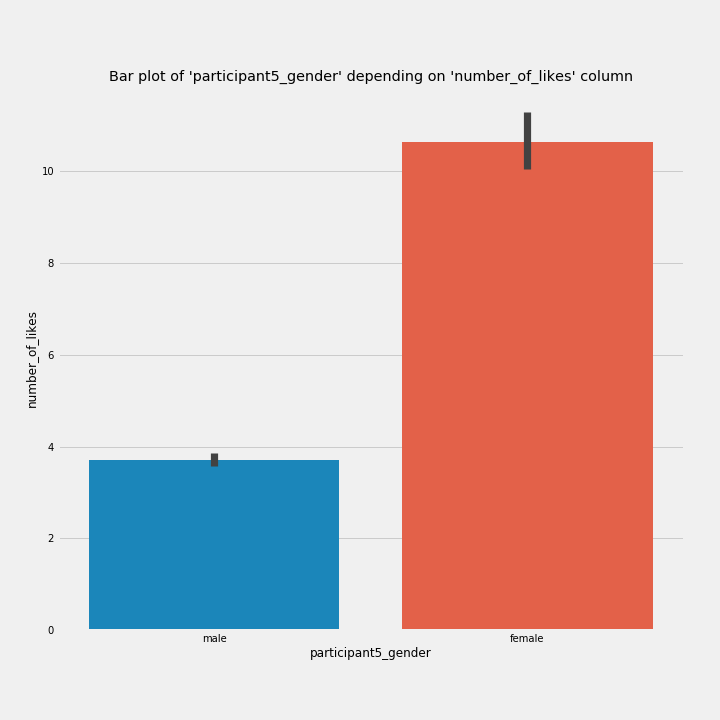 Bar plot of 'participant5_gender' depending on 'number_of_likes' column
10
8
6
4
2
0
number_of_likes
male
female
participant5_gender